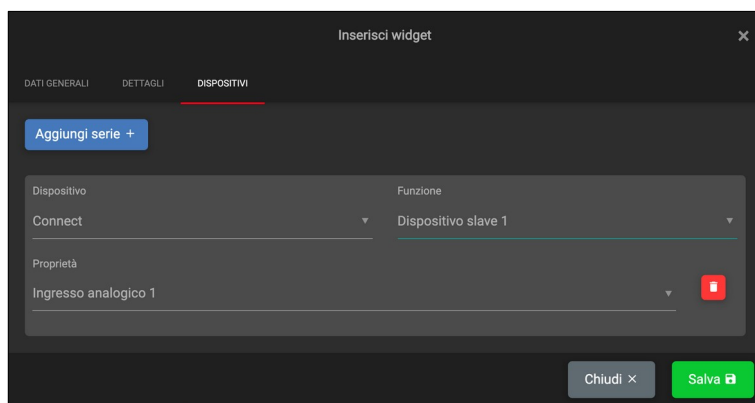 Inserisci widget
DATI GENERALI DETTAGLI DISPOSITIVI
Aggiungi serie +
Dispositivo Funzione
Connect Dispositivo slave 1
Proprietà
Ingresso analogico 1
Chiudi × Salva